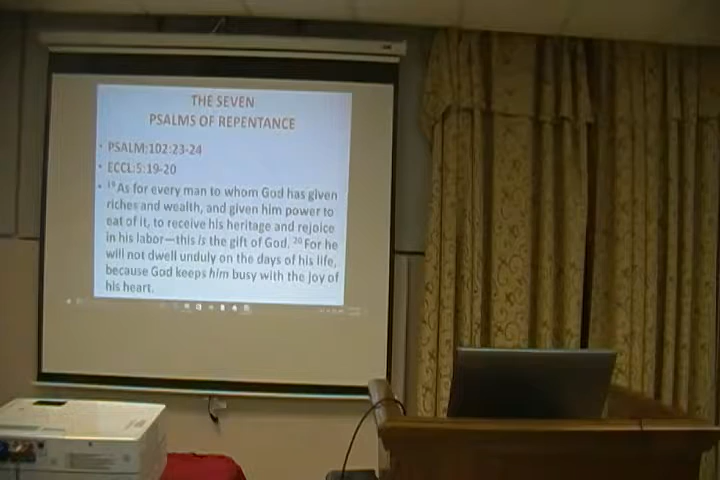 THE SEVEN
PSALMS OF REPENTANCE
• PSALM:102:23-24
• ECCL:5:19-20
• 19 As for every man to whom God has given
riches and wealth, and given him power to
eat of it, to receive his heritage and rejoice
in his labor—this is the gift of God. 20 For he
will not dwell unduly on the days of his life,
because God keeps him busy with the joy of
his heart.